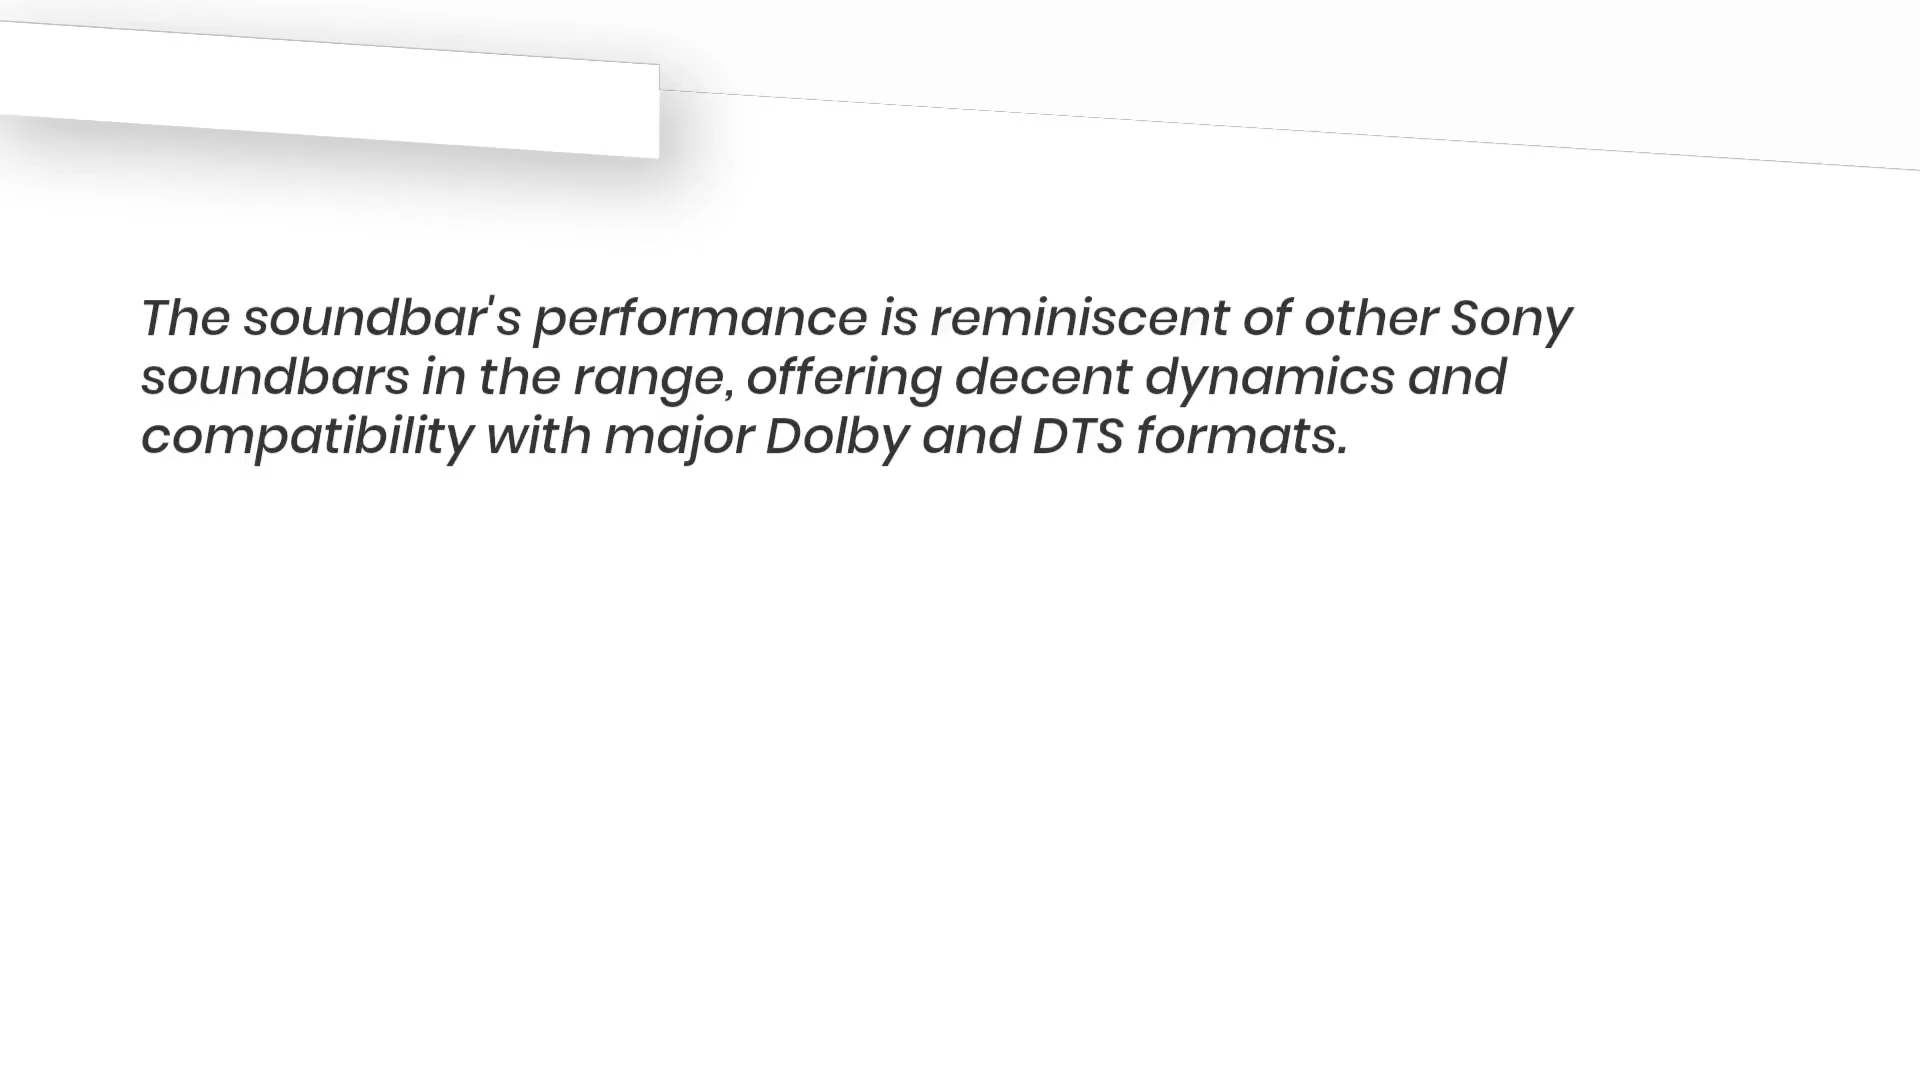 The soundbar's performance is reminiscent of other Sony
soundbars in the range, offering decent dynamics and
compatibility with major Dolby and DTS formats.